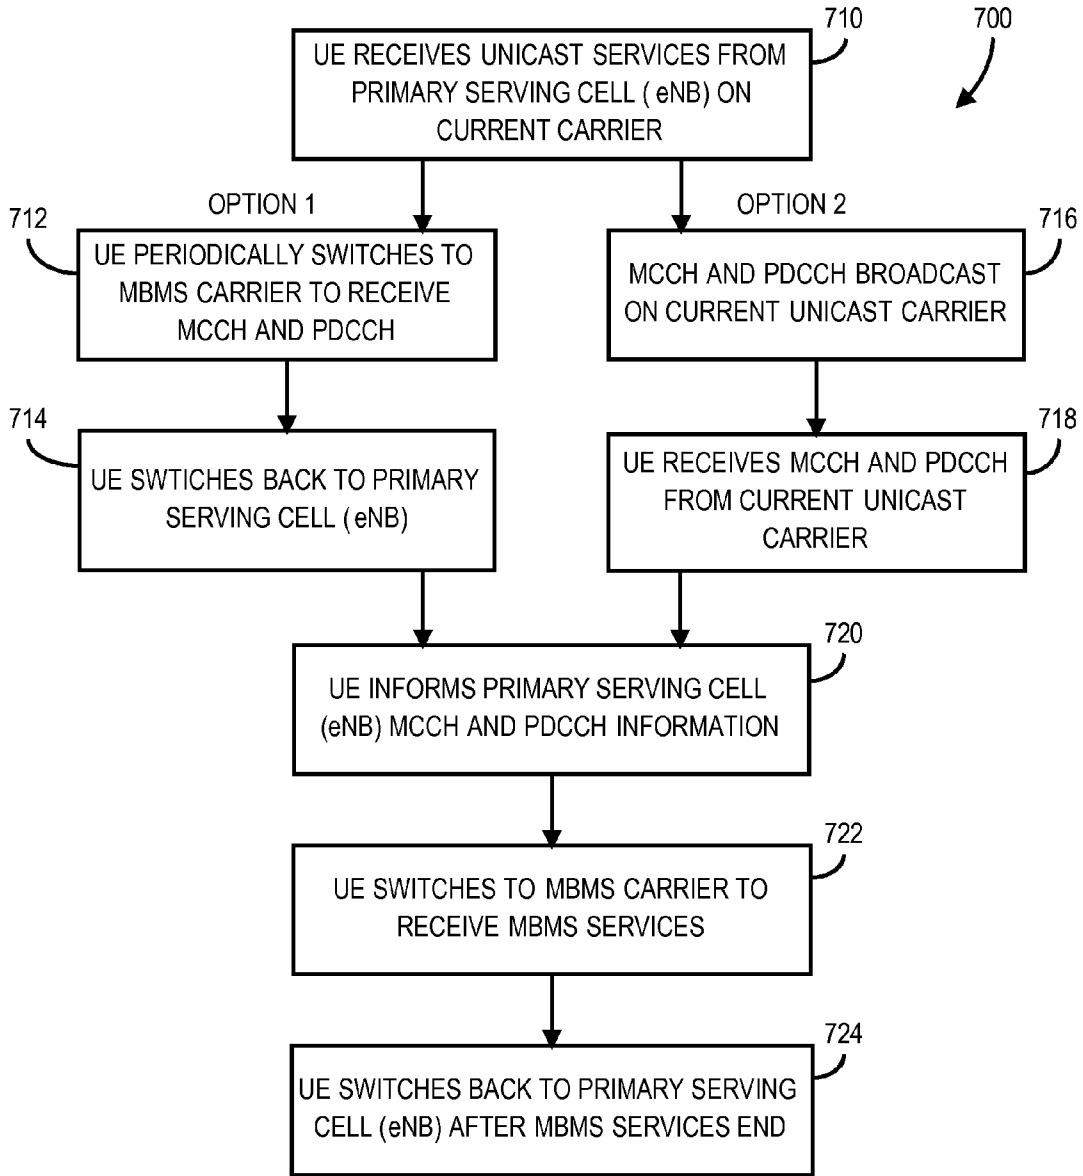 710
700
UE RECEIVES UNICAST SERVICES FROM
PRIMARY SERVING CELL ( eNB) ON
CURRENT CARRIER
OPTION 1
OPTION 2
712
UE PERIODICALLY SWITCHES TO
MBMS CARRIER TO RECEIVE
MCCH AND PDCCH
716
MCCH AND PDCCH BROADCAST
ON CURRENT UNICAST CARRIER
714
UE SWTICHES BACK TO PRIMARY
SERVING CELL ( eNB)
718
UE RECEIVES MCCH AND PDCCH
FROM CURRENT UNICAST
CARRIER
720
UE INFORMS PRIMARY SERVING CELL
(eNB) MCCH AND PDCCH INFORMATION
722
UE SWITCHES TO MBMS CARRIER TO
RECEIVE MBMS SERVICES
724
UE SWITCHES BACK TO PRIMARY SERVING
CELL (eNB) AFTER MBMS SERVICES END